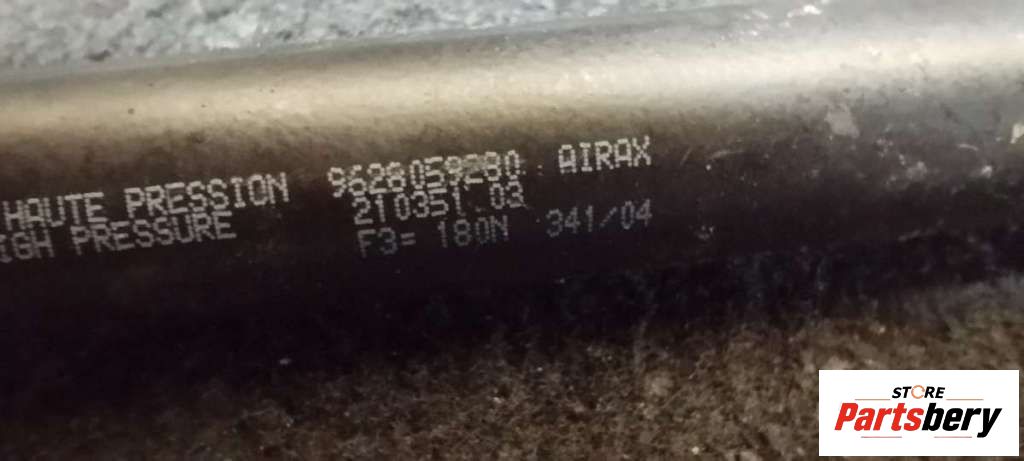 HAUTE PRESSION 9628059280 AIRAX
IGH PRESSURE 210351 03
F3= 180N 341/04
STORE
Partsbery